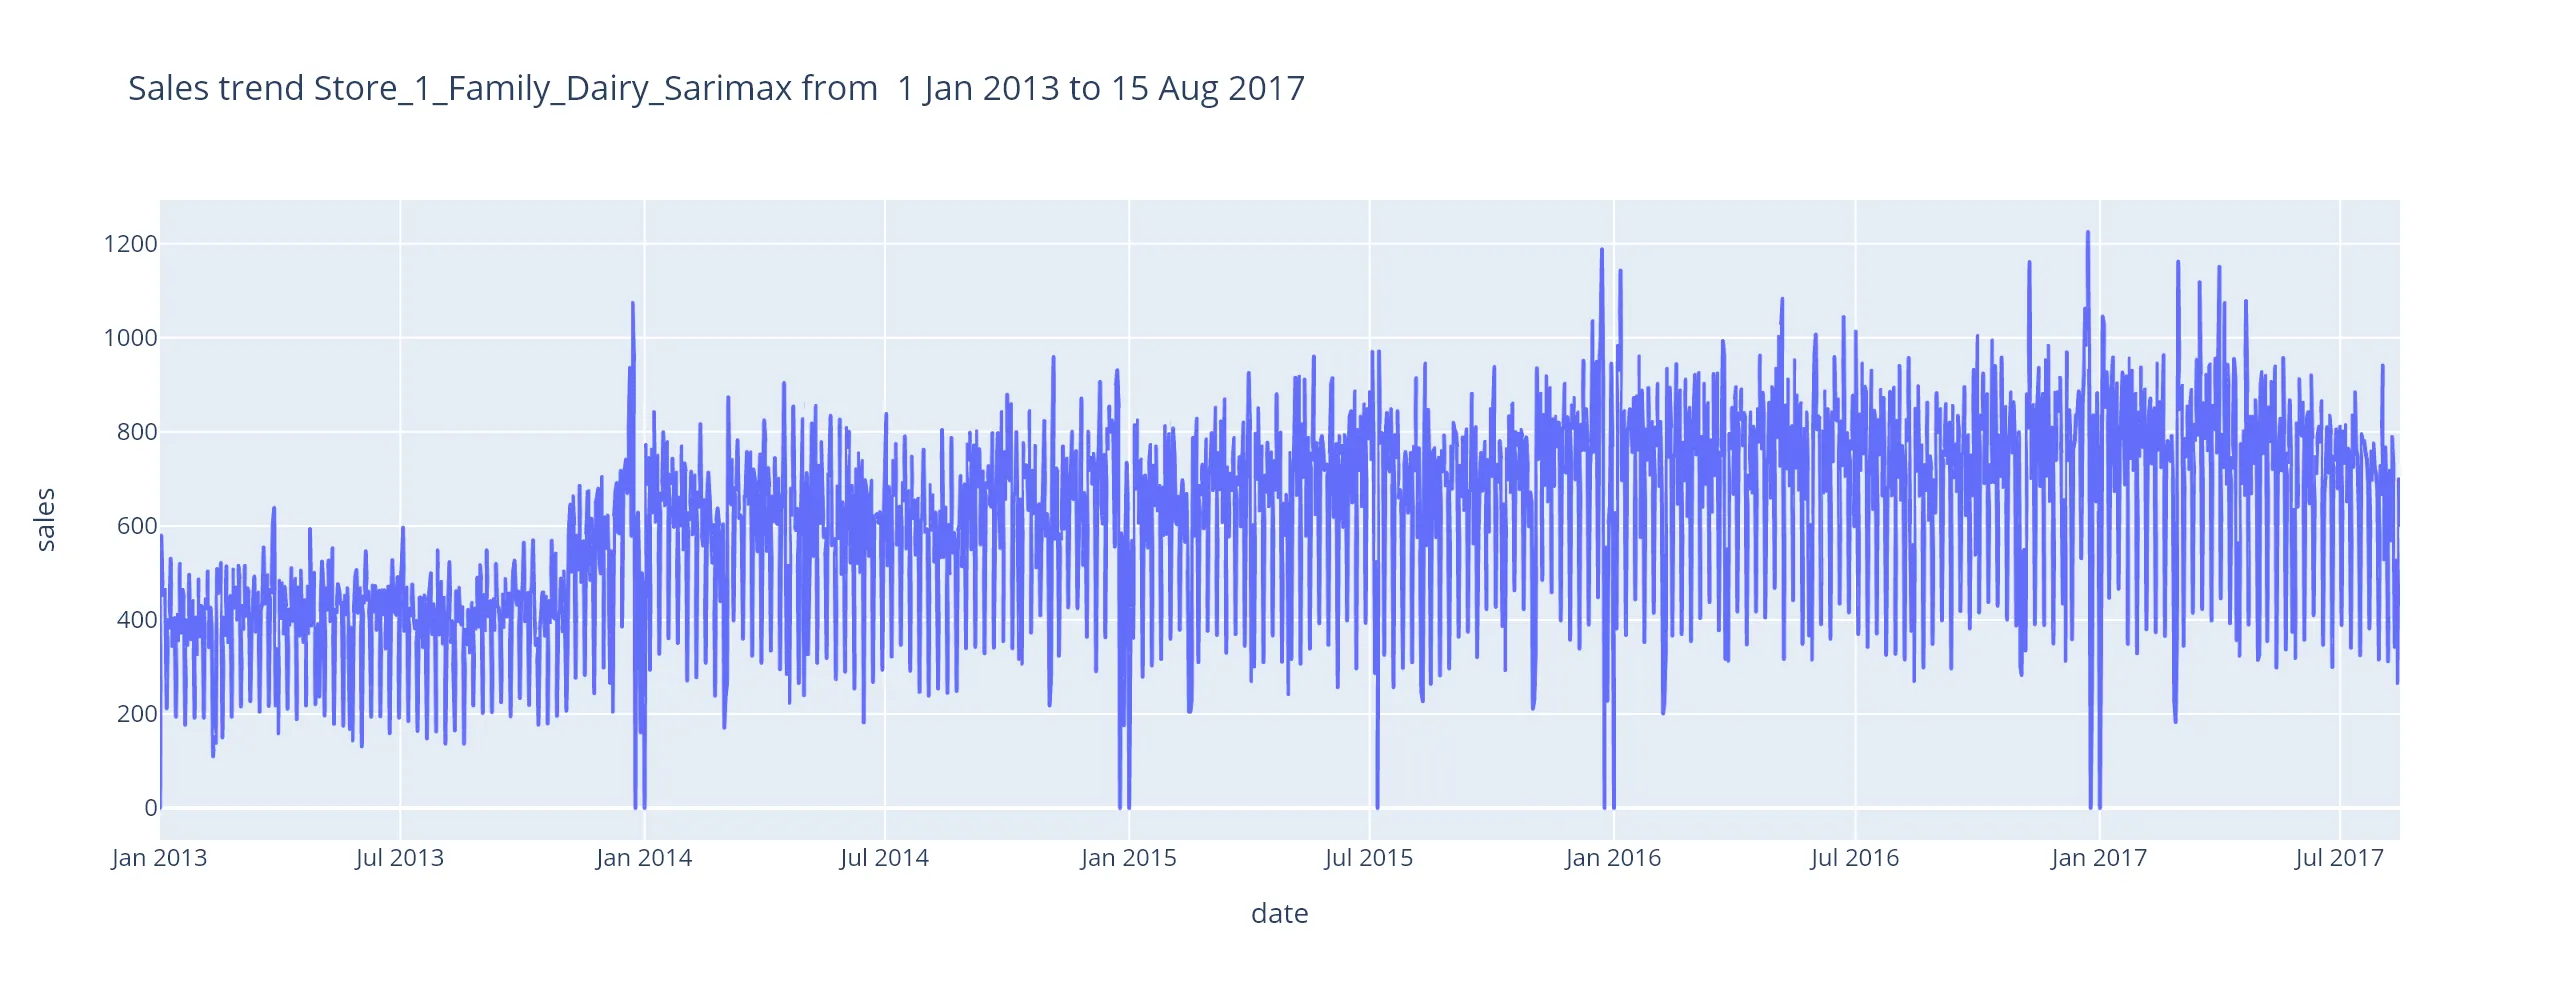 Sales trend Store_1_Family_Dairy_Sarimax from  1 Jan 2013 to 15 Aug 2017
1200
1000
800
600
400
200
0
sales
Jan 2013 Jul 2013 Jan 2014 Jul 2014 Jan 2015 Jul 2015 Jan 2016 Jul 2016 Jan 2017 Jul 2017
date